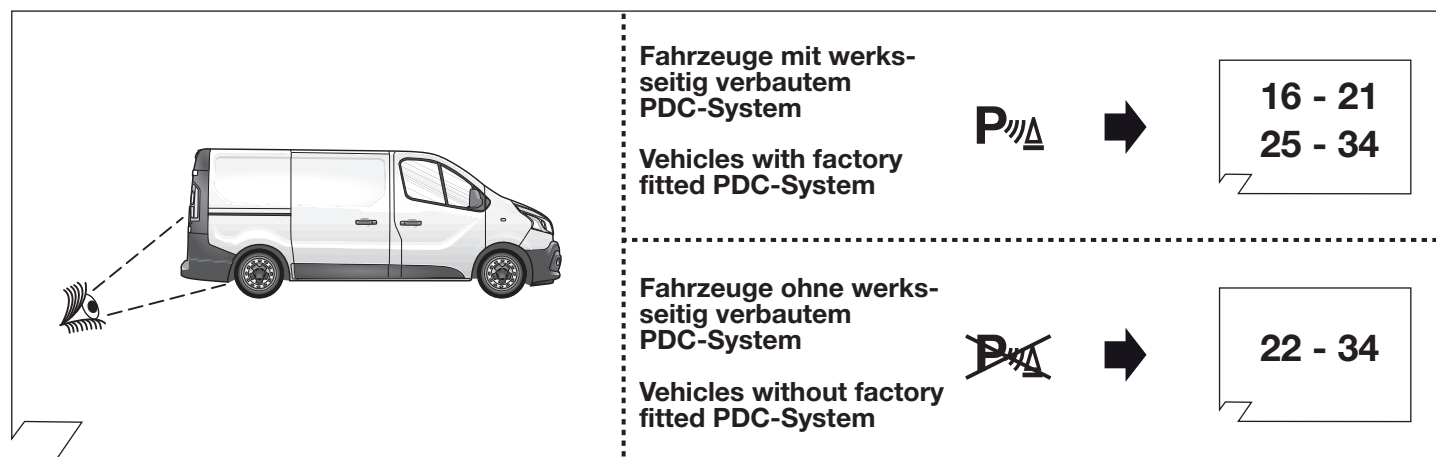 Fahrzeuge mit werks-
seitig verbautem
PDC-System
Vehicles with factory
fitted PDC-System
P
16 - 21
25 - 34
Fahrzeuge ohne werks-
seitig verbautem
PDC-System
Vehicles without factory
fitted PDC-System
P
22 - 34